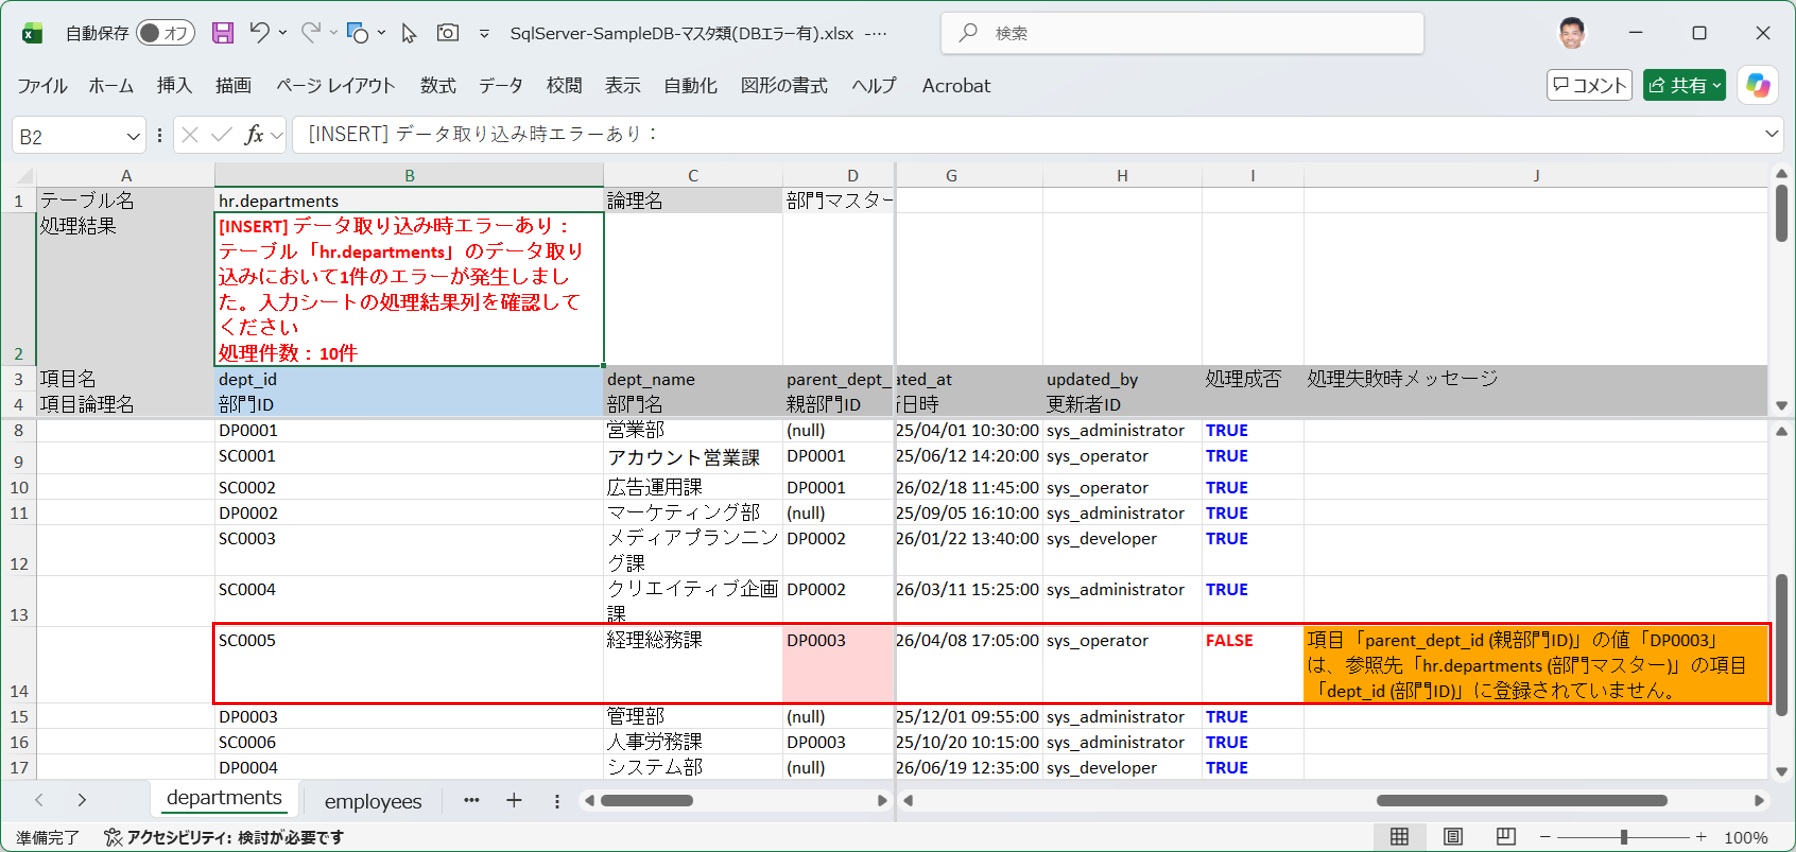 自動保存 オフ SqlServer-SampleDB-マスタ類(DBエラー有).xlsx -… 検索
ファイル ホーム 挿入 描画 ページ レイアウト 数式 データ 校閲 表示 自動化 図形の書式 ヘルプ Acrobat コメント 共有
B2 fx [INSERT] データ取り込み時エラーあり：
A B C D G H I J
1 テーブル名 hr.departments 論理名 部門マスター
2 処理結果 [INSERT] データ取り込み時エラーあり：
テーブル「hr.departments」のデータ取り
込みにおいて1件のエラーが発生しまし
た。入力シートの処理結果列を確認して
ください
処理件数：10件
3 項目名 dept_id dept_name parent_dept_ ated_at updated_by 処理成否 処理失敗時メッセージ
4 項目論理名 部門ID 部門名 親部門ID 日時 更新者ID
8 DP0001 営業部 (null) 25/04/01 10:30:00 sys_administrator TRUE
9 SC0001 アカウント営業課 DP0001 25/06/12 14:20:00 sys_operator TRUE
10 SC0002 広告運用課 DP0001 26/02/18 11:45:00 sys_operator TRUE
11 DP0002 マーケティング部 (null) 25/09/05 16:10:00 sys_administrator TRUE
12 SC0003 メディアプランニン DP0002 26/01/22 13:40:00 sys_developer TRUE
グ課
13 SC0004 クリエイティブ企画 DP0002 26/03/11 15:25:00 sys_administrator TRUE
課
14 SC0005 経理総務課 DP0003 26/04/08 17:05:00 sys_operator FALSE 項目「parent_dept_id (親部門ID)」の値「DP0003」
は、参照先「hr.departments (部門マスター)」の項目
「dept_id (部門ID)」に登録されていません。
15 DP0003 管理部 (null) 25/12/01 09:55:00 sys_administrator TRUE
16 SC0006 人事労務課 DP0003 25/10/20 10:15:00 sys_administrator TRUE
17 DP0004 システム部 (null) 26/06/19 12:35:00 sys_developer TRUE
departments employees …
準備完了 アクセシビリティ: 検討が必要です 100%